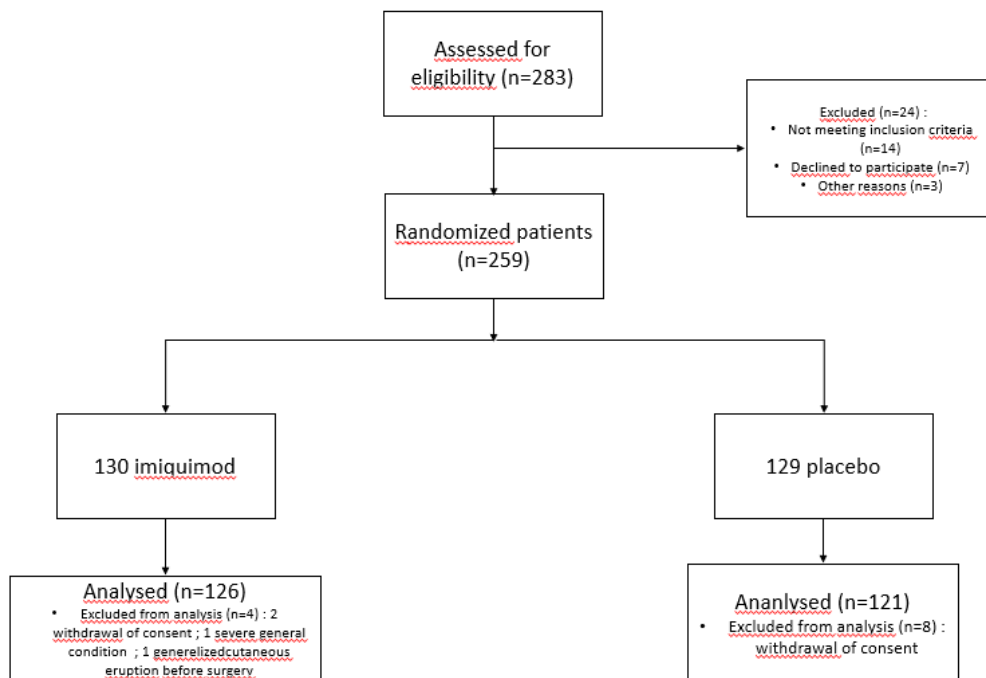 Assessed for
eligibility (n=283)
Excluded (n=24) :
• Not meeting inclusion criteria
(n=14)
• Declined to participate (n=7)
• Other reasons (n=3)
Randomized patients
(n=259)
130 imiquimod
129 placebo
Analysed (n=126)
• Excluded from analysis (n=4) : 2
withdrawal of consent ; 1 severe general
condition ; 1 generelizedcutaneous
eruption before surgery
Ananlysed (n=121)
• Excluded from analysis (n=8) :
withdrawal of consent